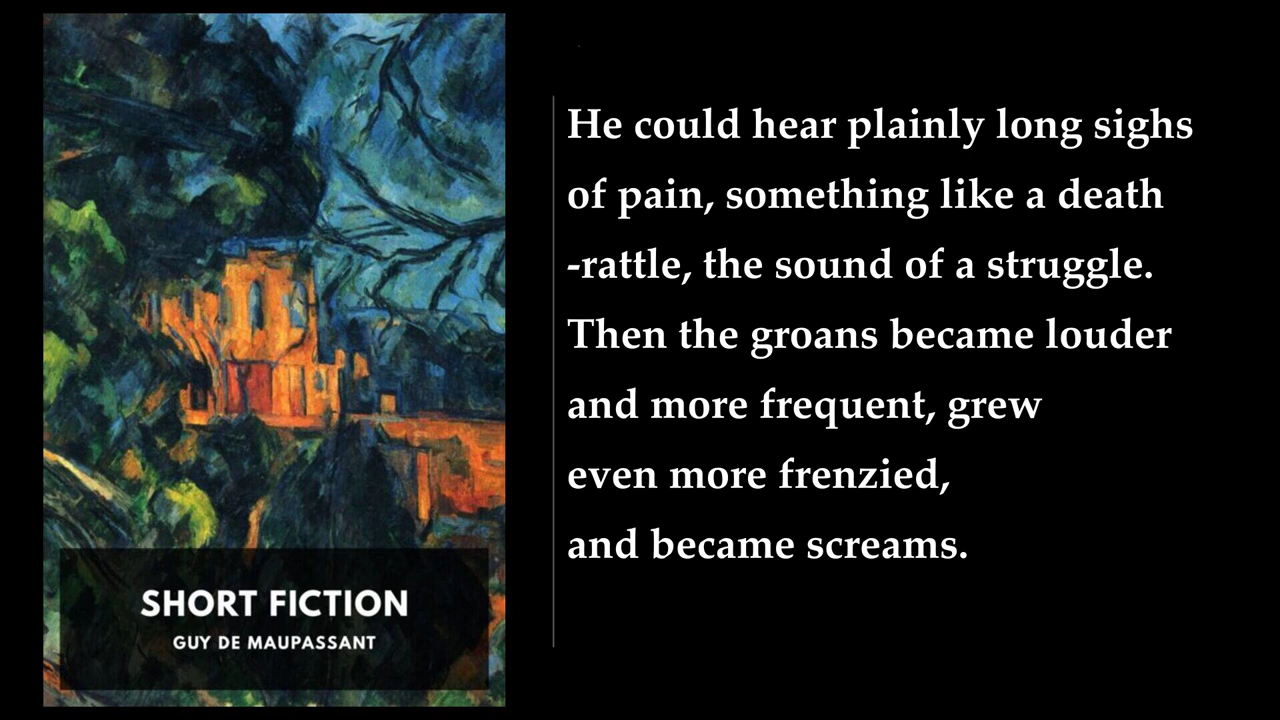 SHORT FICTION
GUY DE MAUPASSANT
He could hear plainly long sighs
of pain, something like a death
-rattle, the sound of a struggle.
Then the groans became louder
and more frequent, grew
even more frenzied,
and became screams.